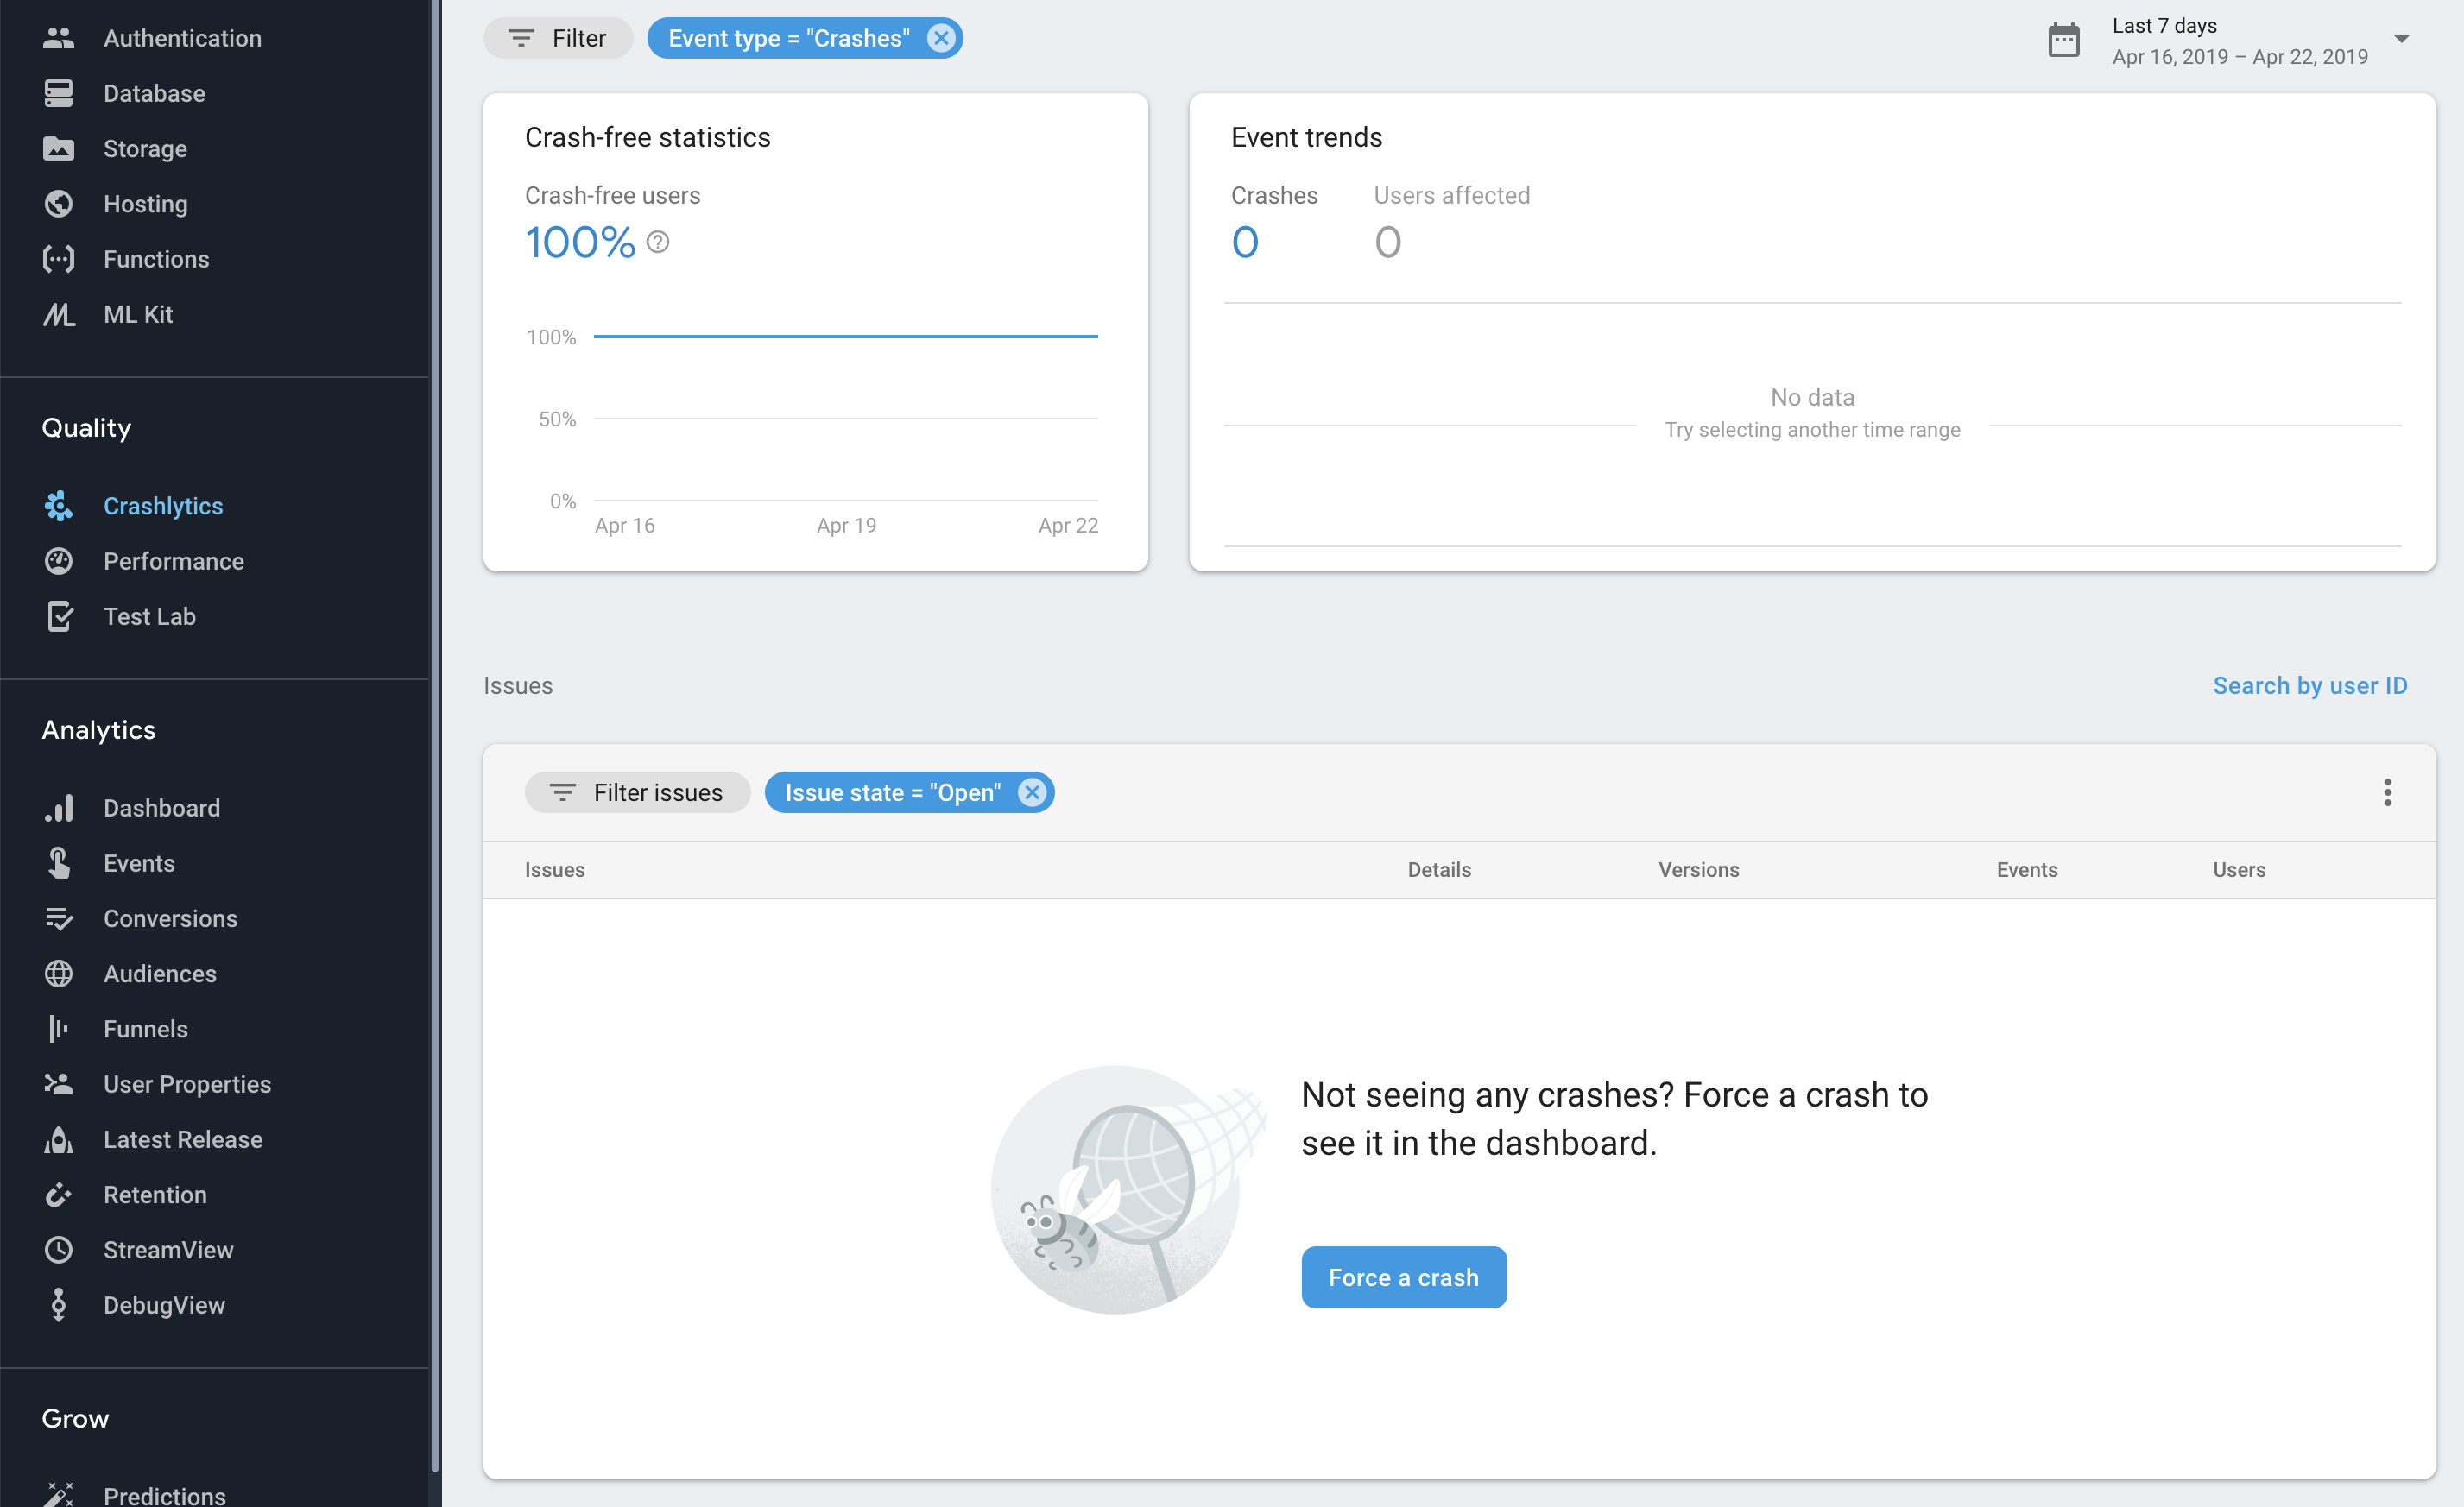 Authentication
Database
Storage
Hosting
Functions
ML Kit
Quality
Crashlytics
Performance
Test Lab
Analytics
Dashboard
Events
Conversions
Audiences
Funnels
User Properties
Latest Release
Retention
StreamView
DebugView
Grow
Predictions
Filter
Event type = "Crashes"
Last 7 days
Apr 16, 2019 – Apr 22, 2019
Crash-free statistics
Crash-free users
100%
100%
50%
0%
Apr 16 Apr 19 Apr 22
Event trends
Crashes Users affected
0 0
No data
Try selecting another time range
Issues
Search by user ID
Filter issues
Issue state = "Open"
Issues Details Versions Events Users
Not seeing any crashes? Force a crash to
see it in the dashboard.
Force a crash